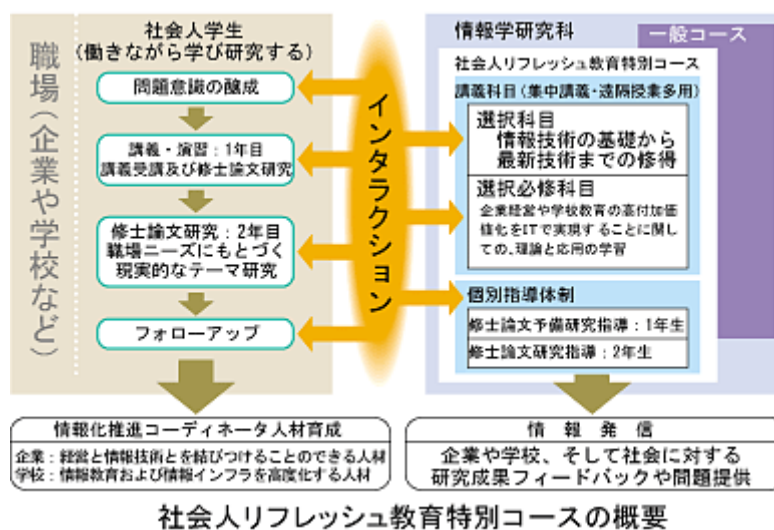 職場(企業や学校など)
社会人学生
(働きながら学び研究する)
問題意識の醸成
講義・演習:1年目
講義受講及び修士論文研究
修士論文研究:2年目
職場ニーズにもとづく
現実的なテーマ研究
フォローアップ
インタラクション
情報学研究科
一般コース
社会人リフレッシュ教育特別コース
講義科目(集中講義・遠隔授業多用)
選択科目
情報技術の基礎から
最新技術までの修得
選択必修科目
企業経営や学校教育の高付加価
値化をITで実現することに関し
ての、理論と応用の学習
個別指導体制
修士論文予備研究指導:1年生
修士論文研究指導:2年生
情報化推進コーディネータ人材育成
企業:経営と情報技術とを結びつけることのできる人材
学校:情報教育および情報インフラを高度化する人材
情報発信
企業や学校、そして社会に対する
研究成果フィードバックや問題提供
社会人リフレッシュ教育特別コースの概要